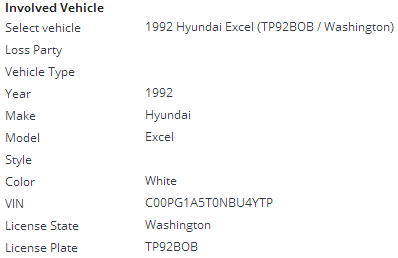 Involved Vehicle
Select vehicle 1992 Hyundai Excel (TP92BOB / Washington)
Loss Party
Vehicle Type
Year 1992
Make Hyundai
Model Excel
Style
Color White
VIN C00PG1A5T0NBU4YTP
License State Washington
License Plate TP92BOB